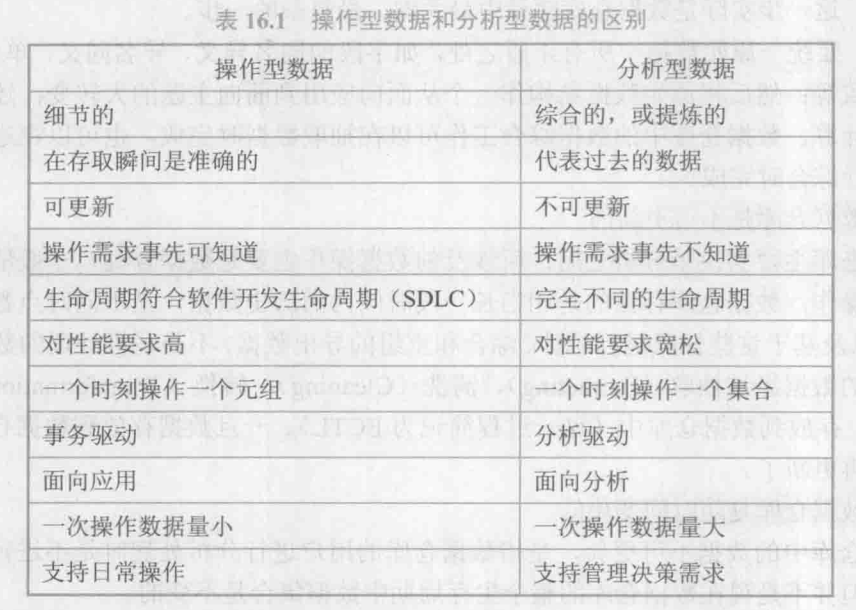 表 16.1 操作型数据和分析型数据的区别
操作型数据 分析型数据
细节的 综合的，或提炼的
在存取瞬间是准确的 代表过去的数据
可更新 不可更新
操作需求事先可知道 操作需求事先不知道
生命周期符合软件开发生命周期（SDLC） 完全不同的生命周期
对性能要求高 对性能要求宽松
一个时刻操作一个元组 一个时刻操作一个集合
事务驱动 分析驱动
面向应用 面向分析
一次操作数据量小 一次操作数据量大
支持日常操作 支持管理决策需求